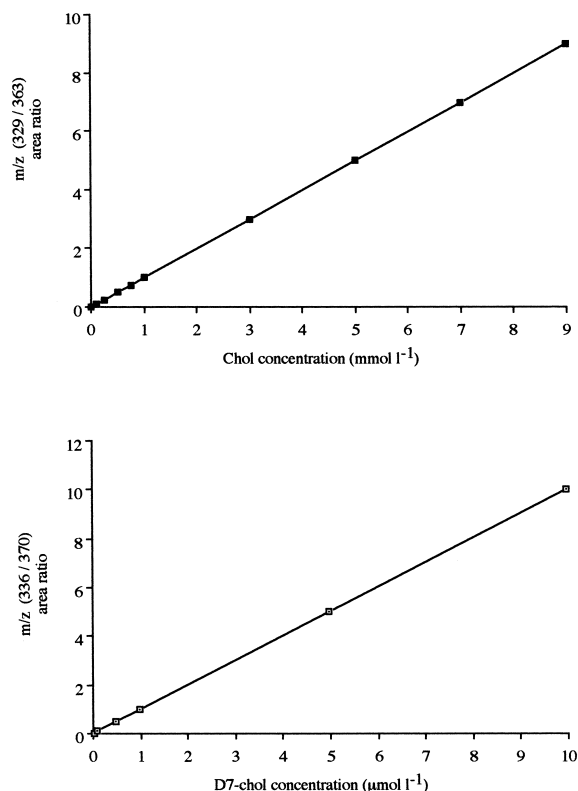 10
8
6
4
2
0
m/z (329 / 363)
area ratio
0 1 2 3 4 5 6 7 8 9
Chol concentration (mmol l-1)
12
10
8
6
4
2
0
m/z (336 / 370)
area ratio
0 1 2 3 4 5 6 7 8 9 10
D7-chol concentration (μmol l-1)